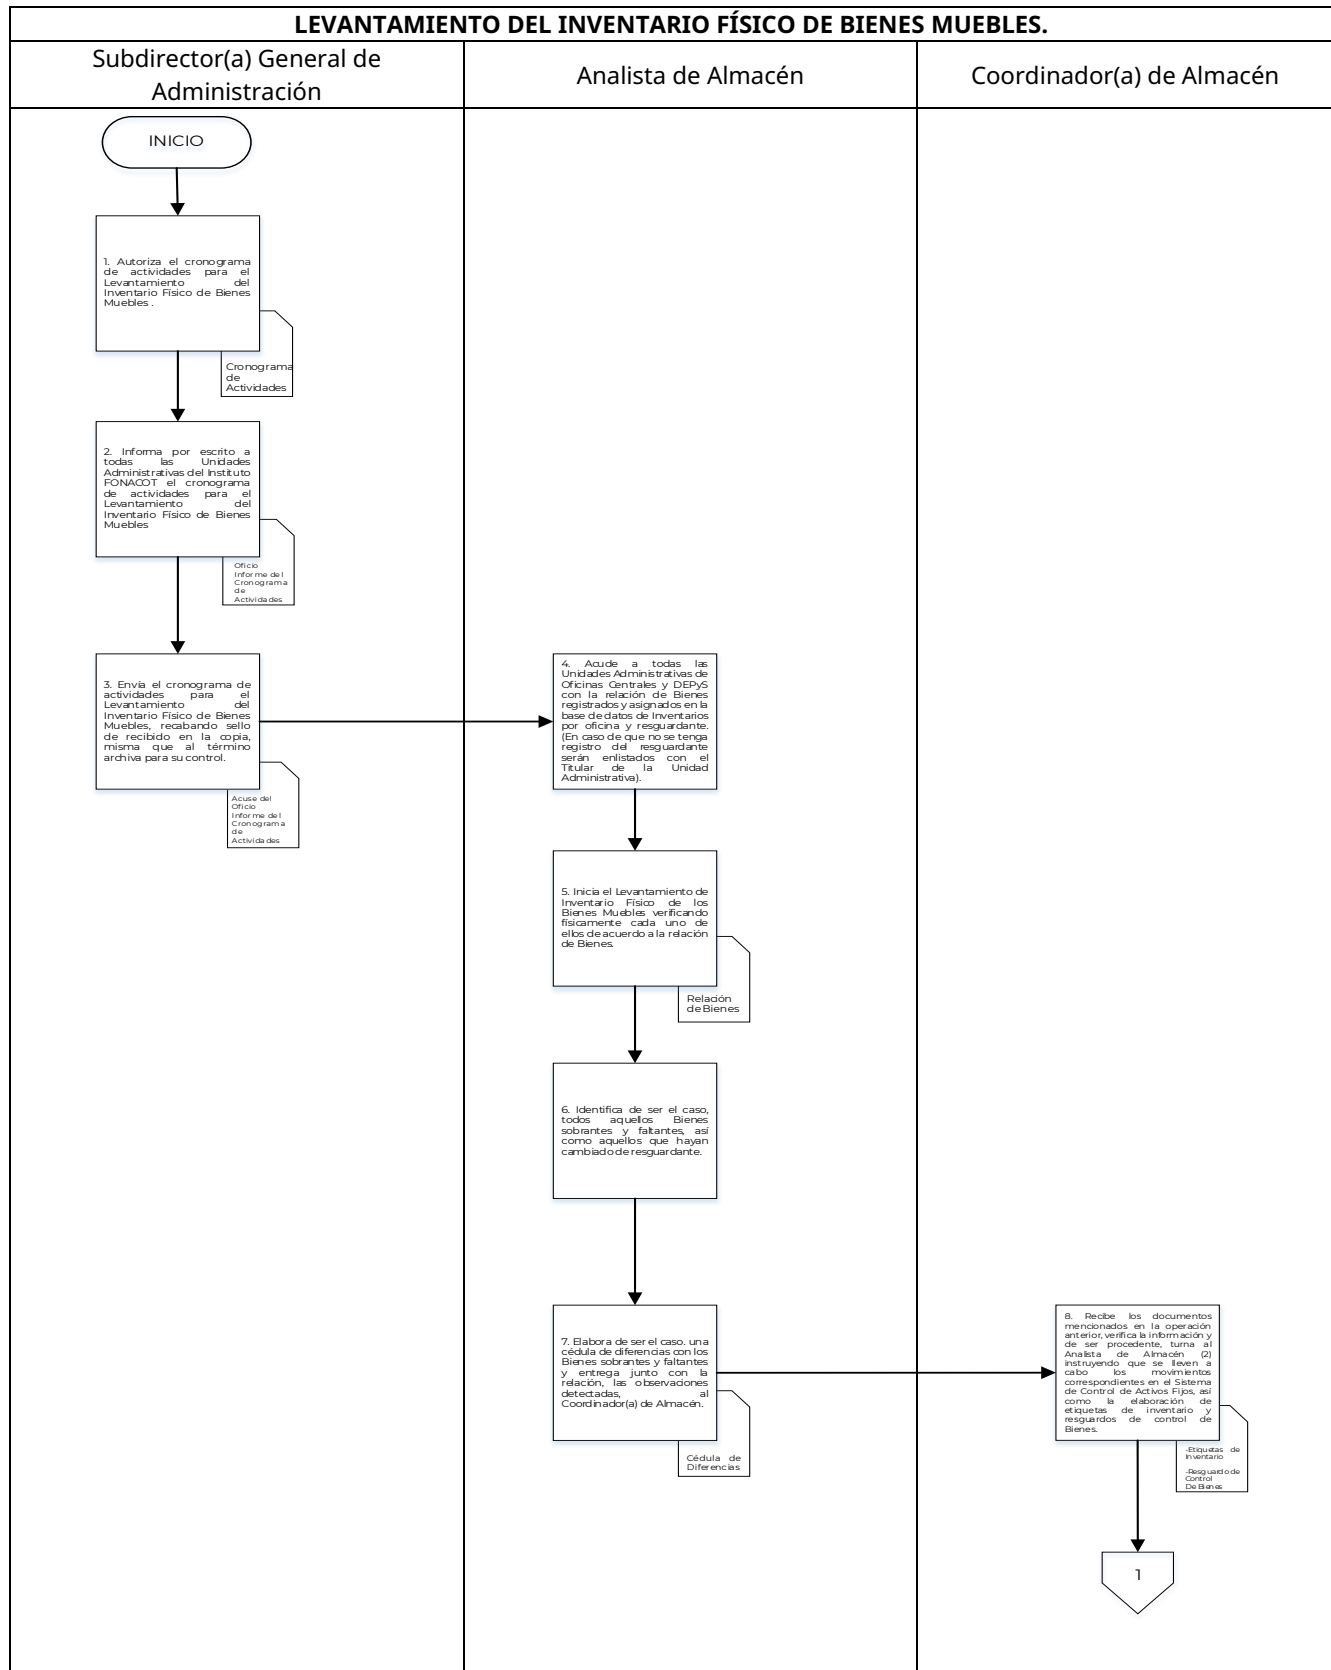 LEVANTAMIENTO DEL INVENTARIO FÍSICO DE BIENES MUEBLES.
Subdirector(a) General de
Administración
Analista de Almacén
Coordinador(a) de Almacén
INICIO
1. Autoriza el cronograma
de actividades para el
Levantamiento del
Inventario Físico de Bienes
Muebles .
Cronograma
de
Actividades
2. Informa por escrito a
todas las Unidades
Administrativas del Instituto
FONACOT el cronograma
de actividades para el
Levantamiento del
Inventario Físico de Bienes
Muebles
Oficio
Informe del
Cronograma
de
Actividades
3. Envía el cronograma de
actividades para el
Levantamiento del
Inventario Físico de Bienes
Muebles, recabando sello
de recibido en la copia,
misma que al término
archiva para su control.
Acuse del
Oficio
Informe del
Cronograma
de
Actividades
4. Acude a todas las
Unidades Administrativas de
Oficinas Centrales y DEPyS
con la relación de Bienes
registrados y asignados en la
base de datos de Inventarios
por oficina y resguardante.
(En caso de que no se tenga
registro del resguardante
serán enlistados con el
Titular de la Unidad
Administrativa).
5. Inicia el Levantamiento de
Inventario Físico de los
Bienes Muebles verificando
físicamente cada uno de
ellos de acuerdo a la relación
de Bienes.
Relación
de Bienes
6. Identifica de ser el caso,
todos aquellos Bienes
sobrantes y faltantes, así
como aquellos que hayan
cambiado de resguardante.
7. Elabora de ser el caso. una
cédula de diferencias con los
Bienes sobrantes y faltantes
y entrega junto con la
relación, las observaciones
detectadas, al
Coordinador(a) de Almacén.
Cédula de
Diferencias
8. Recibe los documentos
mencionados en la operación
anterior, verifica la información y
de ser procedente, turna al
Analista de Almacén (2)
instruyendo que se lleven a
cabo los movimientos
correspondientes en el Sistema
de Control de Activos Fijos, así
como la elaboración de
etiquetas de inventario y
resguardos de control de
Bienes.
-Etiquetas de
Inventario
-Resguardo de
Control
De Bienes
1